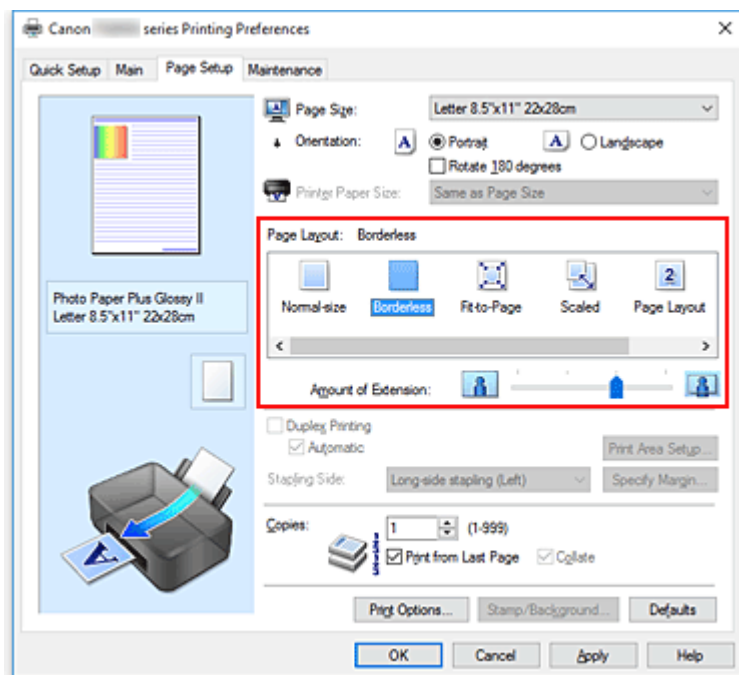 Canon series Printing Preferences
Quick Setup Main Page Setup Maintenance
Page Size: Letter 8.5"x11" 22x28cm
Orientation: A Portrait A Landscape
Rotate 180 degrees
Printer Paper Size: Same as Page Size
Page Layout: Borderless
2
Normal-size Borderless Fit-to-Page Scaled Page Layout
Photo Paper Plus Glossy II
Letter 8.5"x11" 22x28cm
Amount of Extension:
Duplex Printing
Automatic Print Area Setup...
Stapling Side: Long-side stapling (Left) Specify Margin...
Copies: 1 (1-999)
Print from Last Page Collate
A
Print Options... Stamp/Background... Defaults
OK Cancel Apply Help